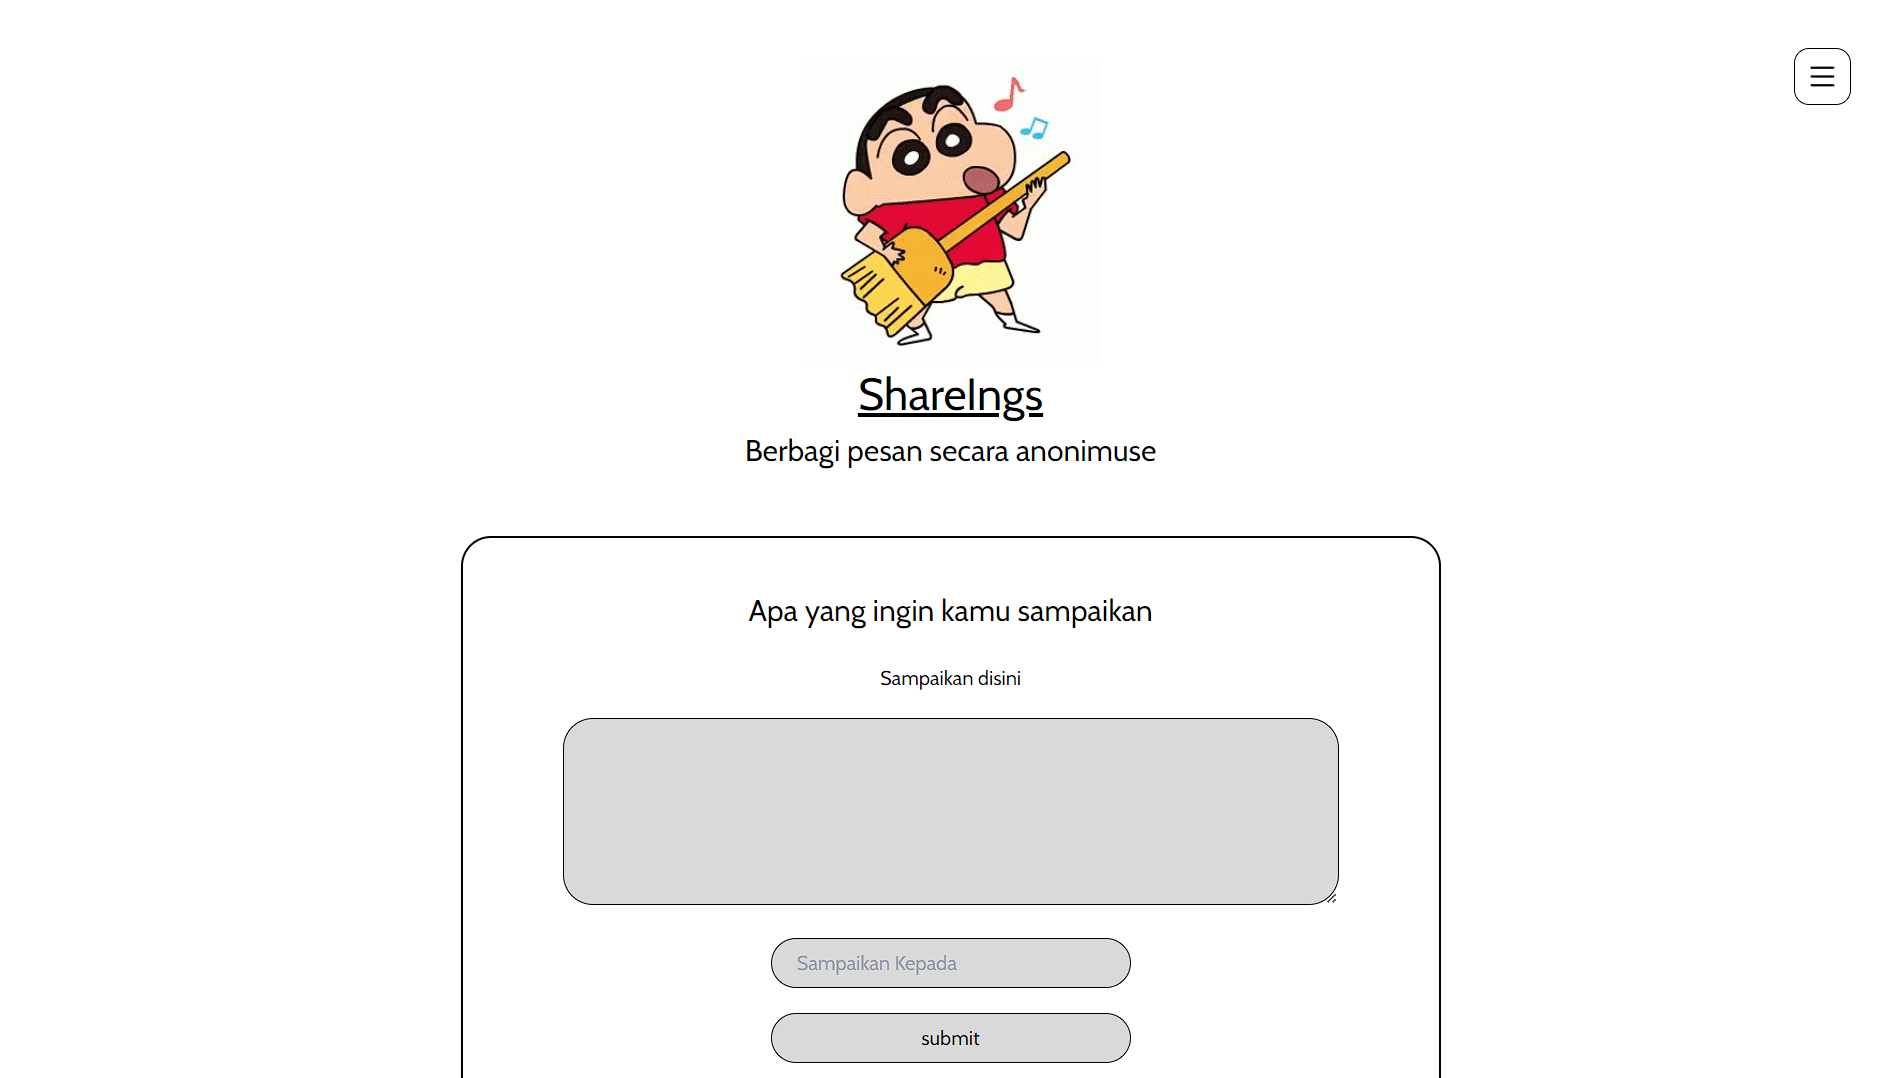 ShareIngs
Berbagi pesan secara anonimuse
Apa yang ingin kamu sampaikan
Sampaikan disini
Sampaikan Kepada
submit